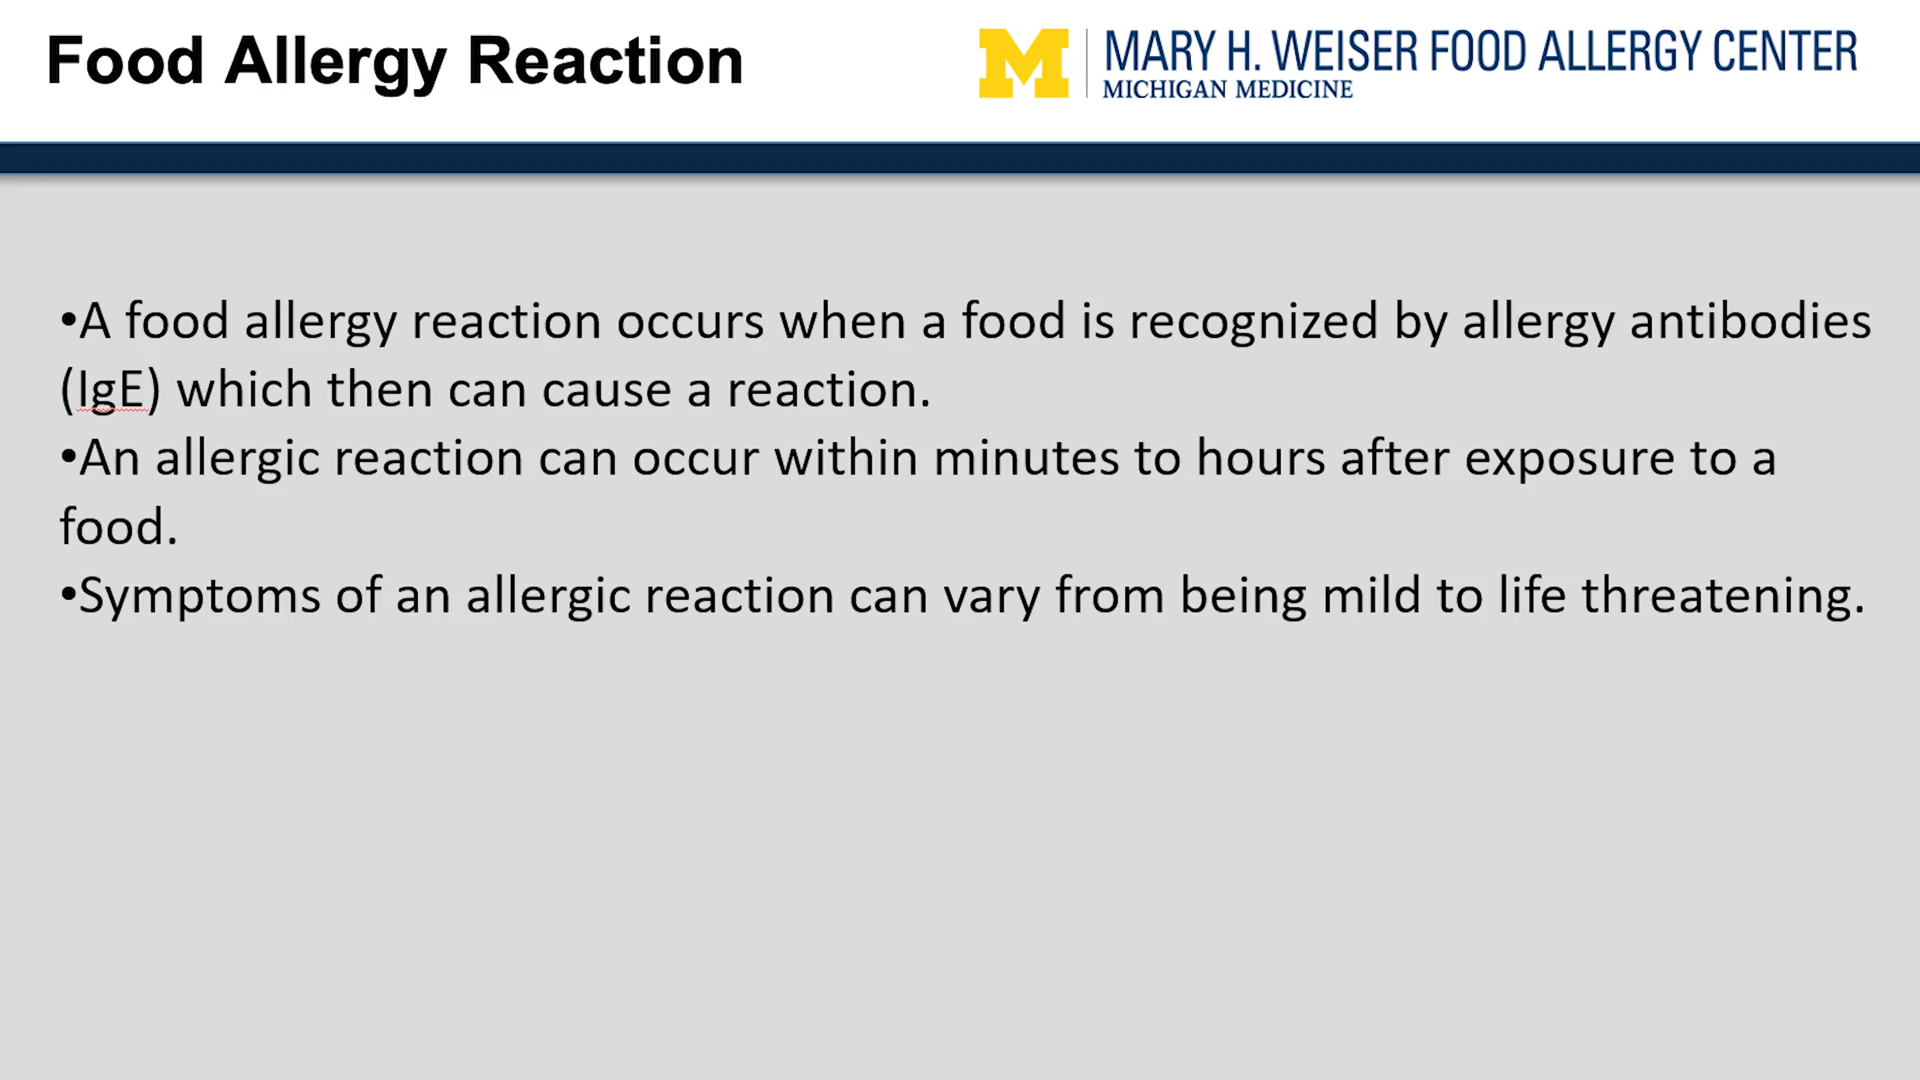 Food Allergy Reaction
M
MARY H. WEISER FOOD ALLERGY CENTER
MICHIGAN MEDICINE
•A food allergy reaction occurs when a food is recognized by allergy antibodies
(IgE) which then can cause a reaction.
•An allergic reaction can occur within minutes to hours after exposure to a
food.
•Symptoms of an allergic reaction can vary from being mild to life threatening.